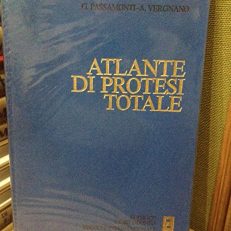 G. PASSAMONTI-A. VERGNANO
ATLANTE
DI PROTESI
TOTALE